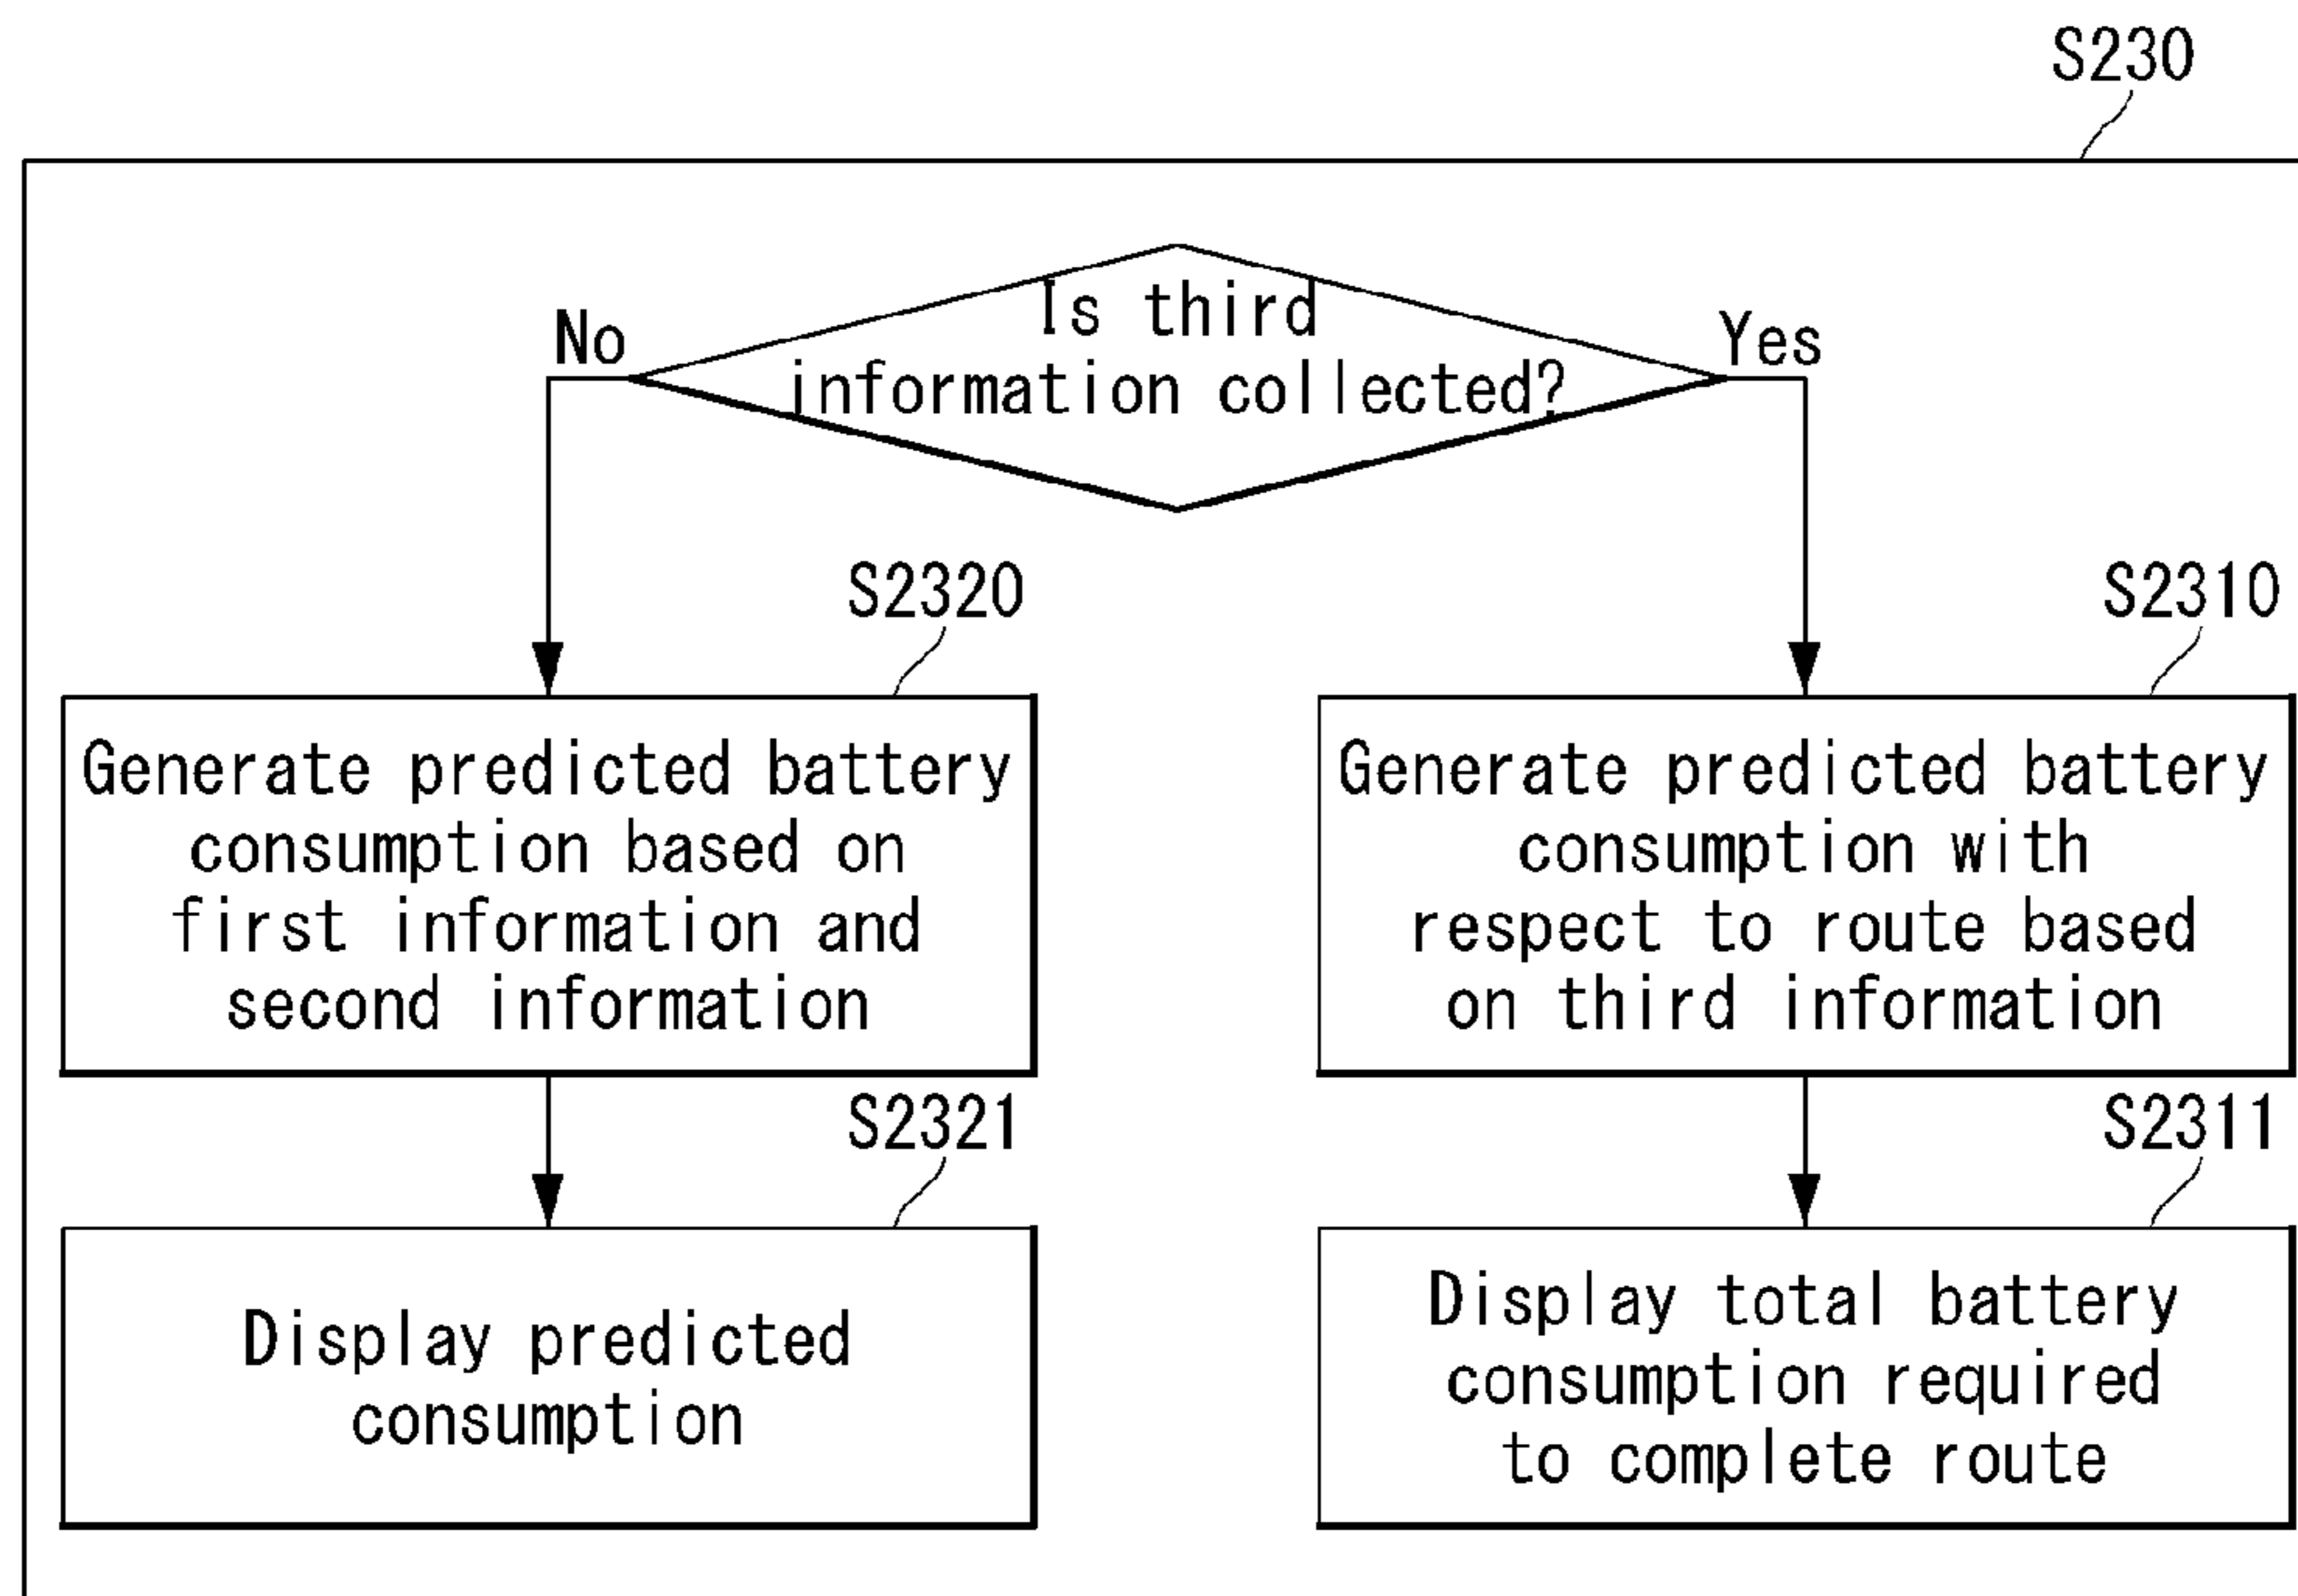 S230
Is third
information collected?
No
Yes
S2320
S2310
Generate predicted battery
consumption based on
first information and
second information
Generate predicted battery
consumption with
respect to route based
on third information
S2321
S2311
Display predicted
consumption
Display total battery
consumption required
to complete route